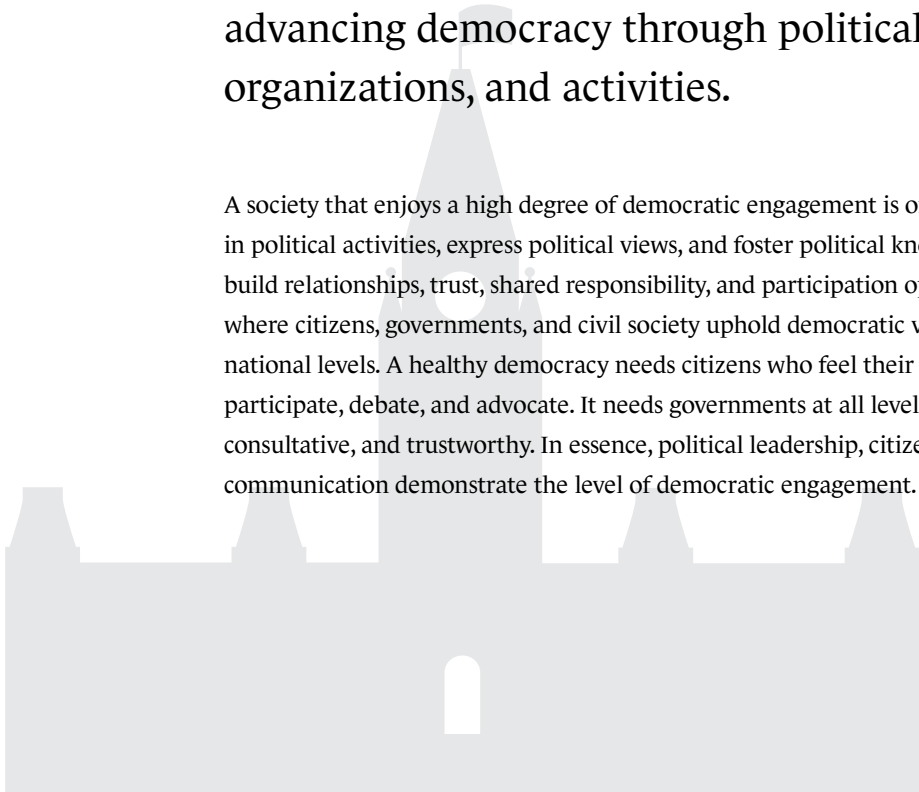 advancing democracy through political
organizations, and activities.
A society that enjoys a high degree of democratic engagement is
in political activities, express political views, and foster political
build relationships, trust, shared responsibility, and participation
where citizens, governments, and civil society uphold democratic
national levels. A healthy democracy needs citizens who feel their
participate, debate, and advocate. It needs governments at all
consultative, and trustworthy. In essence, political leadership,
communication demonstrate the level of democratic engagement.